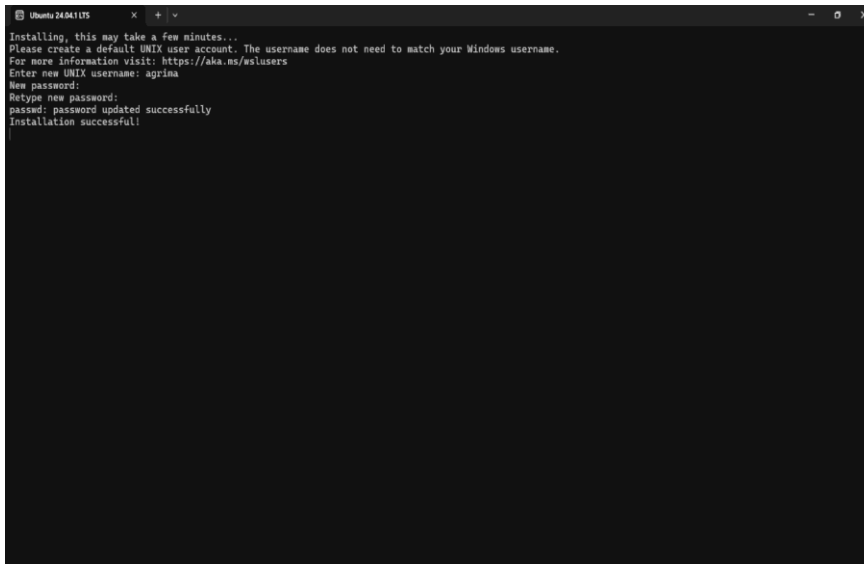 Ubuntu 24.04.1 LTS
Installing, this may take a few minutes...
Please create a default UNIX user account. The username does not need to match your Windows username.
For more information visit: https://aka.ms/wslusers
Enter new UNIX username: agrima
New password:
Retype new password:
passwd: password updated successfully
Installation successful!